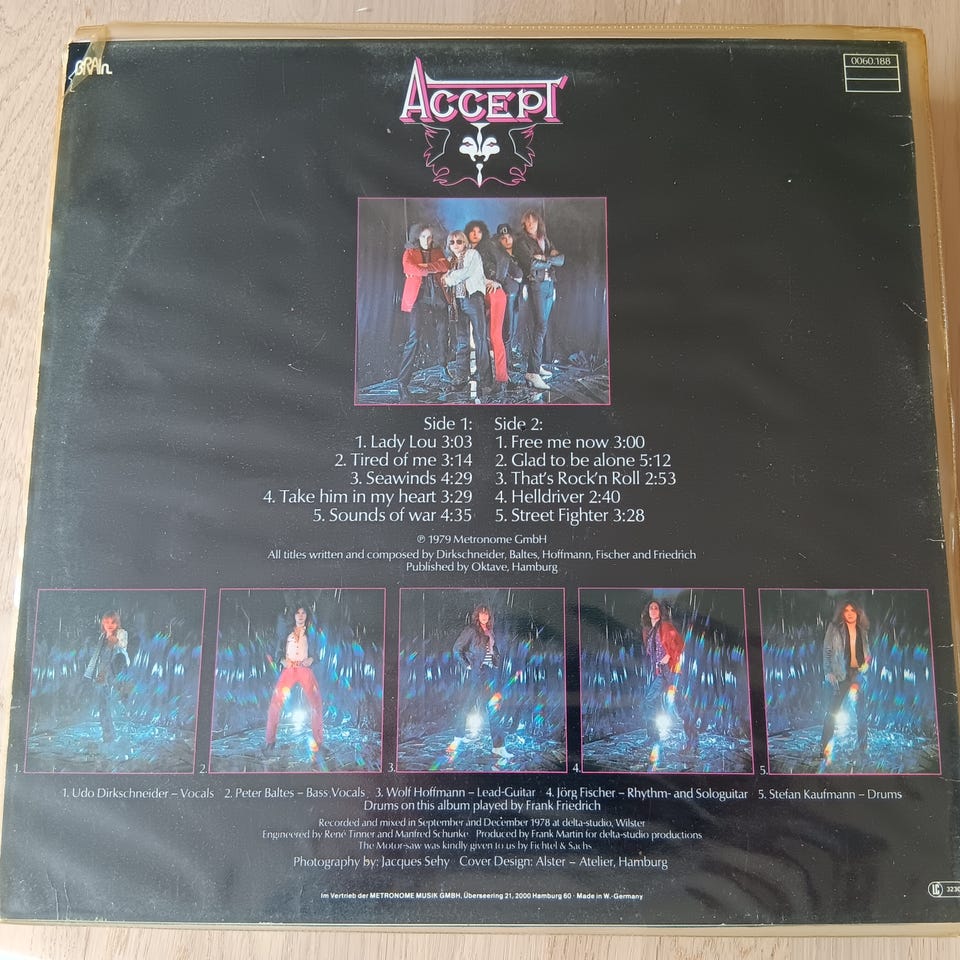 BRAIN
0060.188
ACCEPT
Side 1:
1. Lady Lou 3:03
2. Tired of me 3:14
3. Seawinds 4:29
4. Take him in my heart 3:29
5. Sounds of war 4:35
Side 2:
1. Free me now 3:00
2. Glad to be alone 5:12
3. That's Rock'n Roll 2:53
4. Helldriver 2:40
5. Street Fighter 3:28
℗ 1979 Metronome GmbH
All titles written and composed by Dirkschneider, Baltes, Hoffmann, Fischer and Friedrich
Published by Oktave, Hamburg
1. 2. 3. 4. 5.
1. Udo Dirkschneider – Vocals 2. Peter Baltes – Bass, Vocals 3. Wolf Hoffmann – Lead-Guitar 4. Jörg Fischer – Rhythm- and Sologuitar 5. Stefan Kaufmann – Drums
Drums on this album played by Frank Friedrich
Recorded and mixed in September and December 1978 at delta-studio, Wilster
Engineered by René Tinner and Manfred Schunke Produced by Frank Martin for delta-studio productions
The Motor-saw was kindly given to us by Fichtel & Sachs
Photography by: Jacques Sehy Cover Design: Alster – Atelier, Hamburg
Im Vertrieb der METRONOME MUSIK GMBH, Überseering 21, 2000 Hamburg 60 · Made in W.-Germany
LC 3230